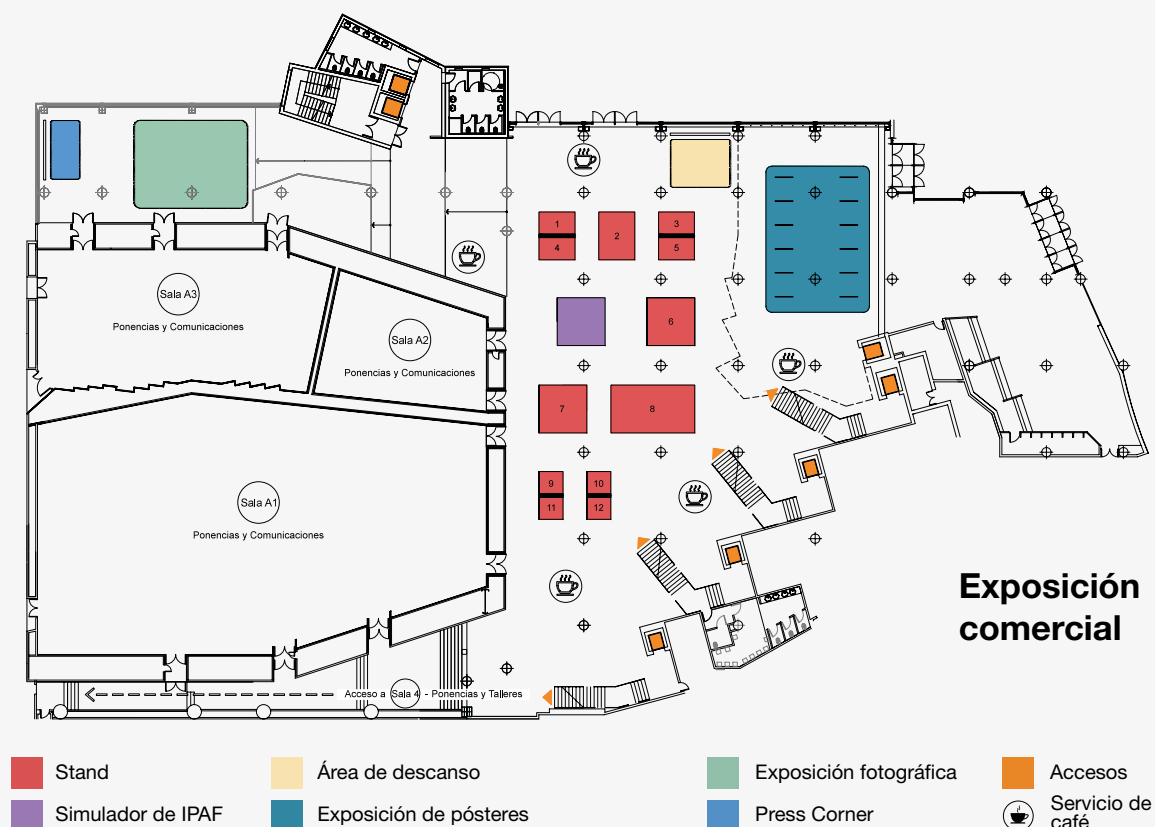 1
2
3
4
5
Sala A3
Ponencias y Comunicaciones
6
Sala A2
Ponencias y Comunicaciones
7
8
9
10
11
12
Sala A1
Ponencias y Comunicaciones
Exposición
comercial
Acceso a Sala 4 - Ponencias y Talleres
Stand
Área de descanso
Exposición fotográfica
Accesos
Simulador de IPAF
Exposición de pósteres
Press Corner
Servicio de
café